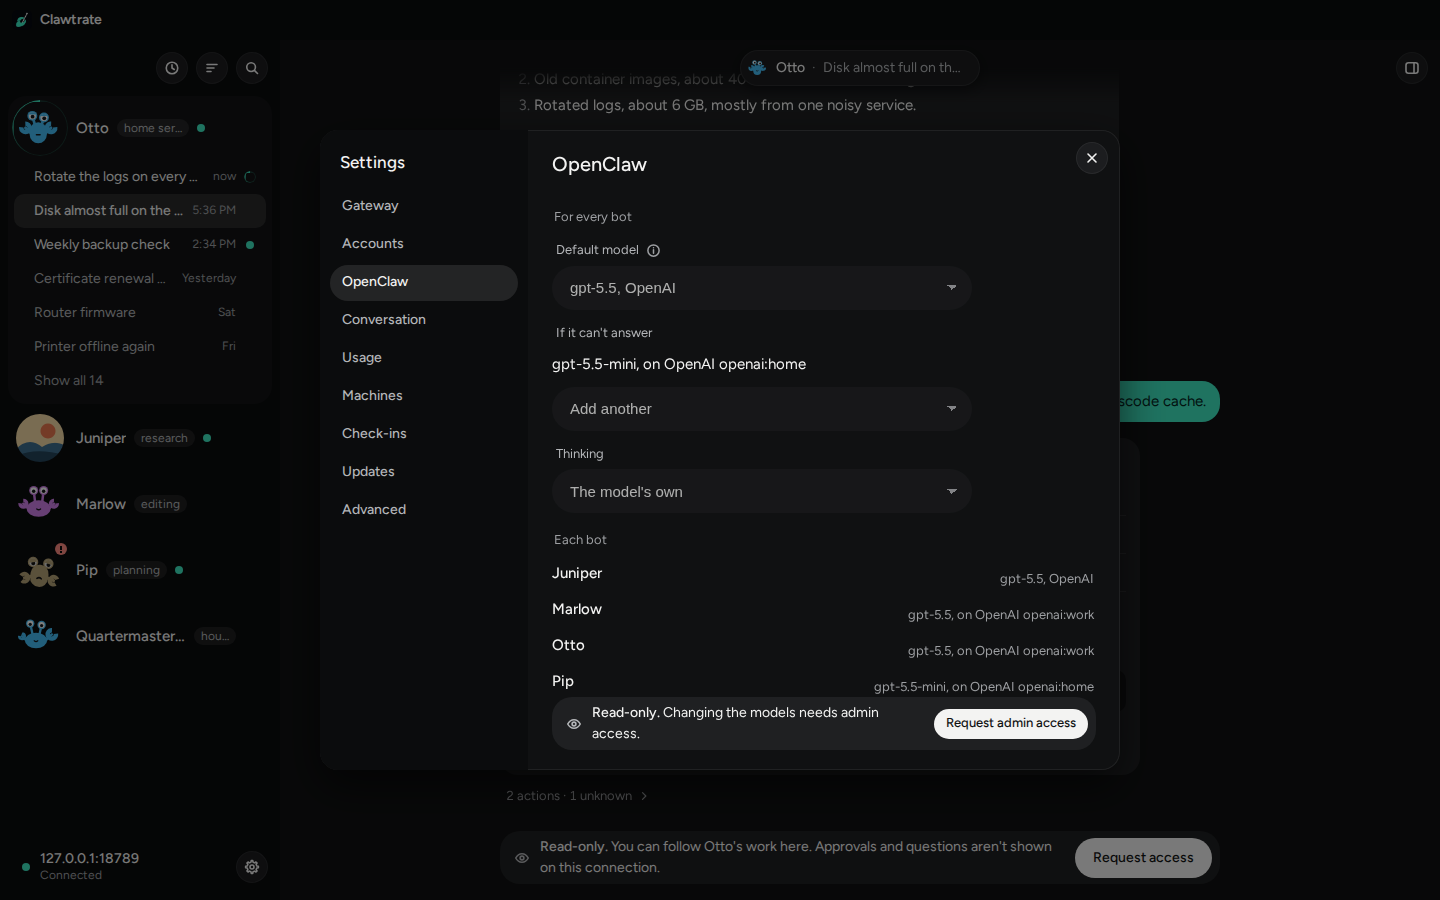 Clawtrate
Otto · Disk almost full on th...
Otto home ser...
Rotate the logs on every ... now
Disk almost full on the ... 5:36 PM
Weekly backup check 2:34 PM
Certificate renewal ... Yesterday
Router firmware Sat
Printer offline again Fri
Show all 14
Juniper research
Marlow editing
Pip planning
Quartermaster... hou...
127.0.0.1:18789
Connected
2. Old container images, about 40
3. Rotated logs, about 6 GB, mostly from one noisy service.
scode cache.
Settings
Gateway
Accounts
OpenClaw
Conversation
Usage
Machines
Check-ins
Updates
Advanced
OpenClaw
For every bot
Default model
gpt-5.5, OpenAI
If it can't answer
gpt-5.5-mini, on OpenAI openai:home
Add another
Thinking
The model's own
Each bot
Juniper gpt-5.5, OpenAI
Marlow gpt-5.5, on OpenAI openai:work
Otto gpt-5.5, on OpenAI openai:work
Pip gpt-5.5-mini, on OpenAI openai:home
Read-only. Changing the models needs admin
access.
Request admin access
2 actions · 1 unknown
Read-only. You can follow Otto's work here. Approvals and questions aren't shown
on this connection.
Request access